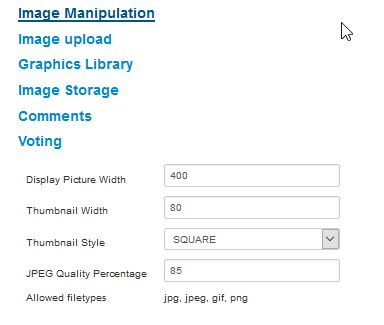 Image Manipulation
Image upload
Graphics Library
Image Storage
Comments
Voting
Display Picture Width 400
Thumbnail Width 80
Thumbnail Style SQUARE
JPEG Quality Percentage 85
Allowed filetypes jpg, jpeg, gif, png